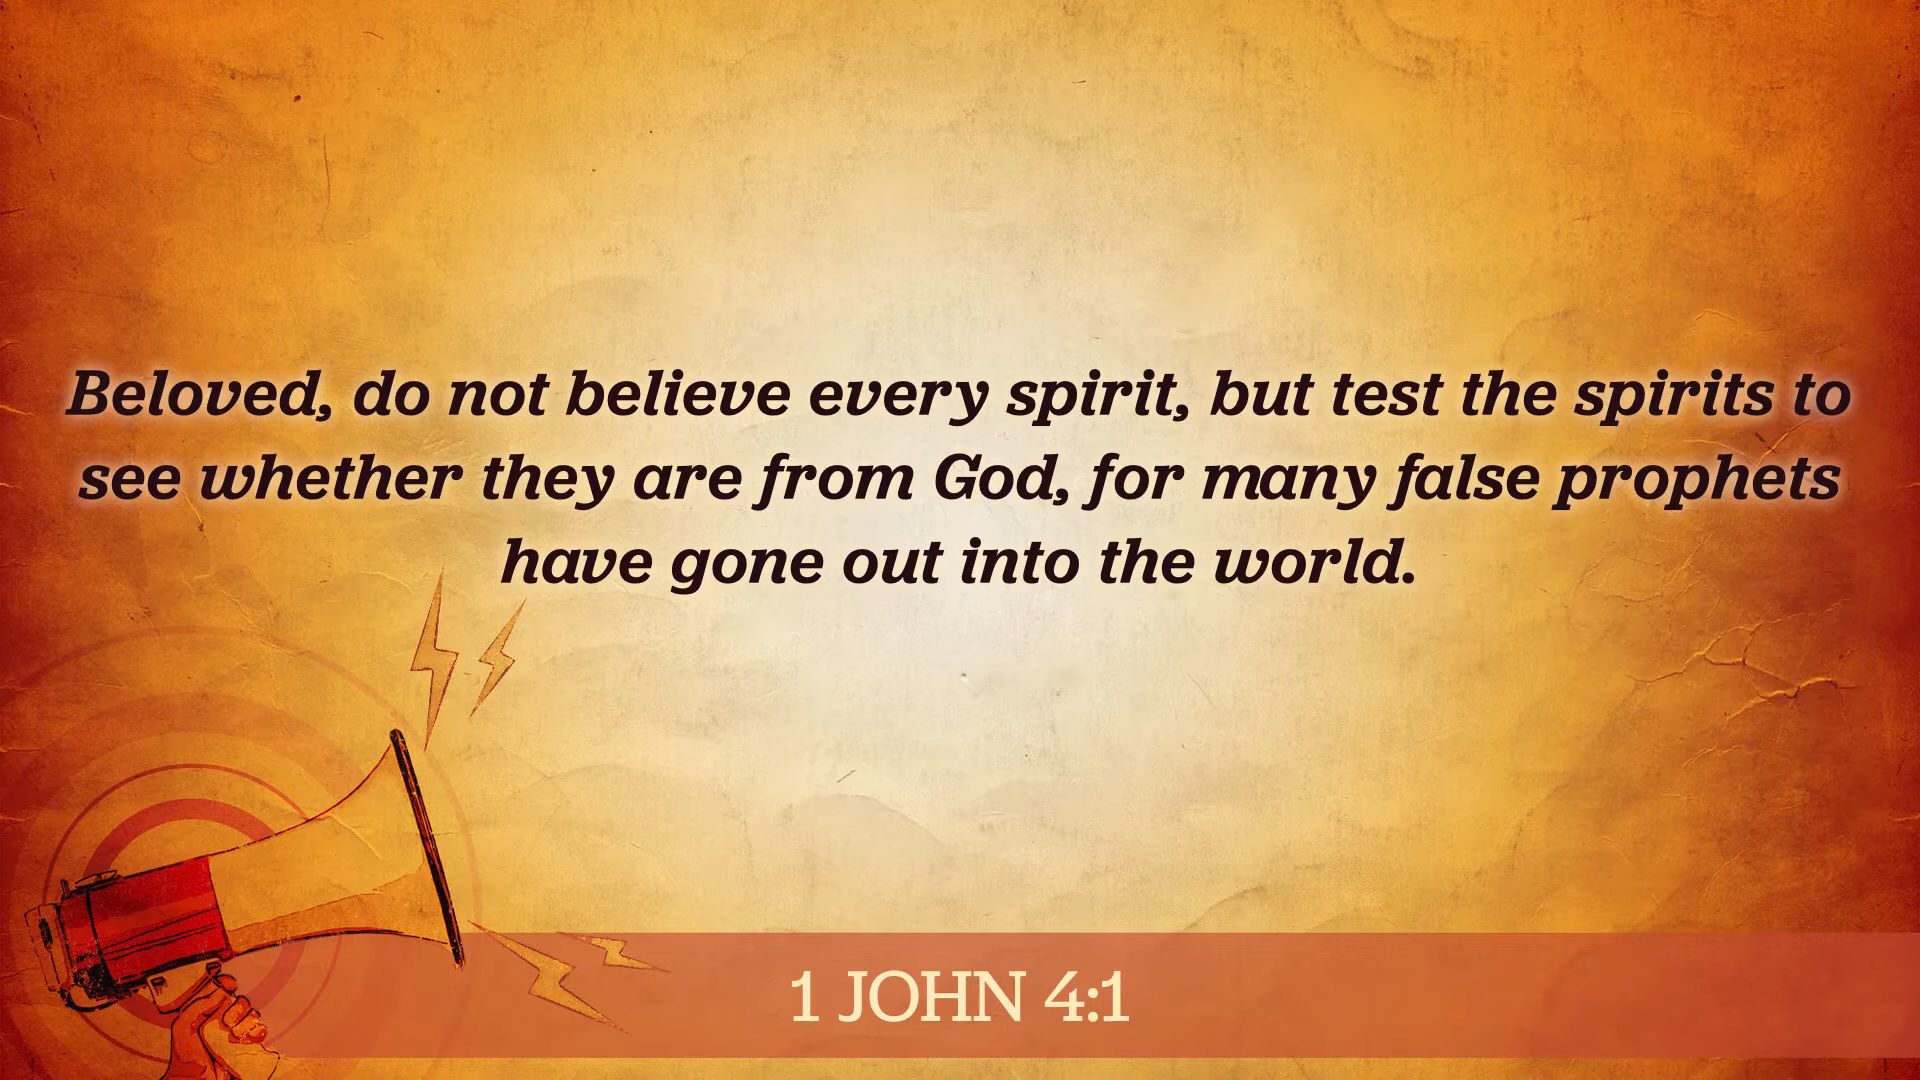 Beloved, do not believe every spirit, but test the spirits to
see whether they are from God, for many false prophets
have gone out into the world.
1 JOHN 4:1